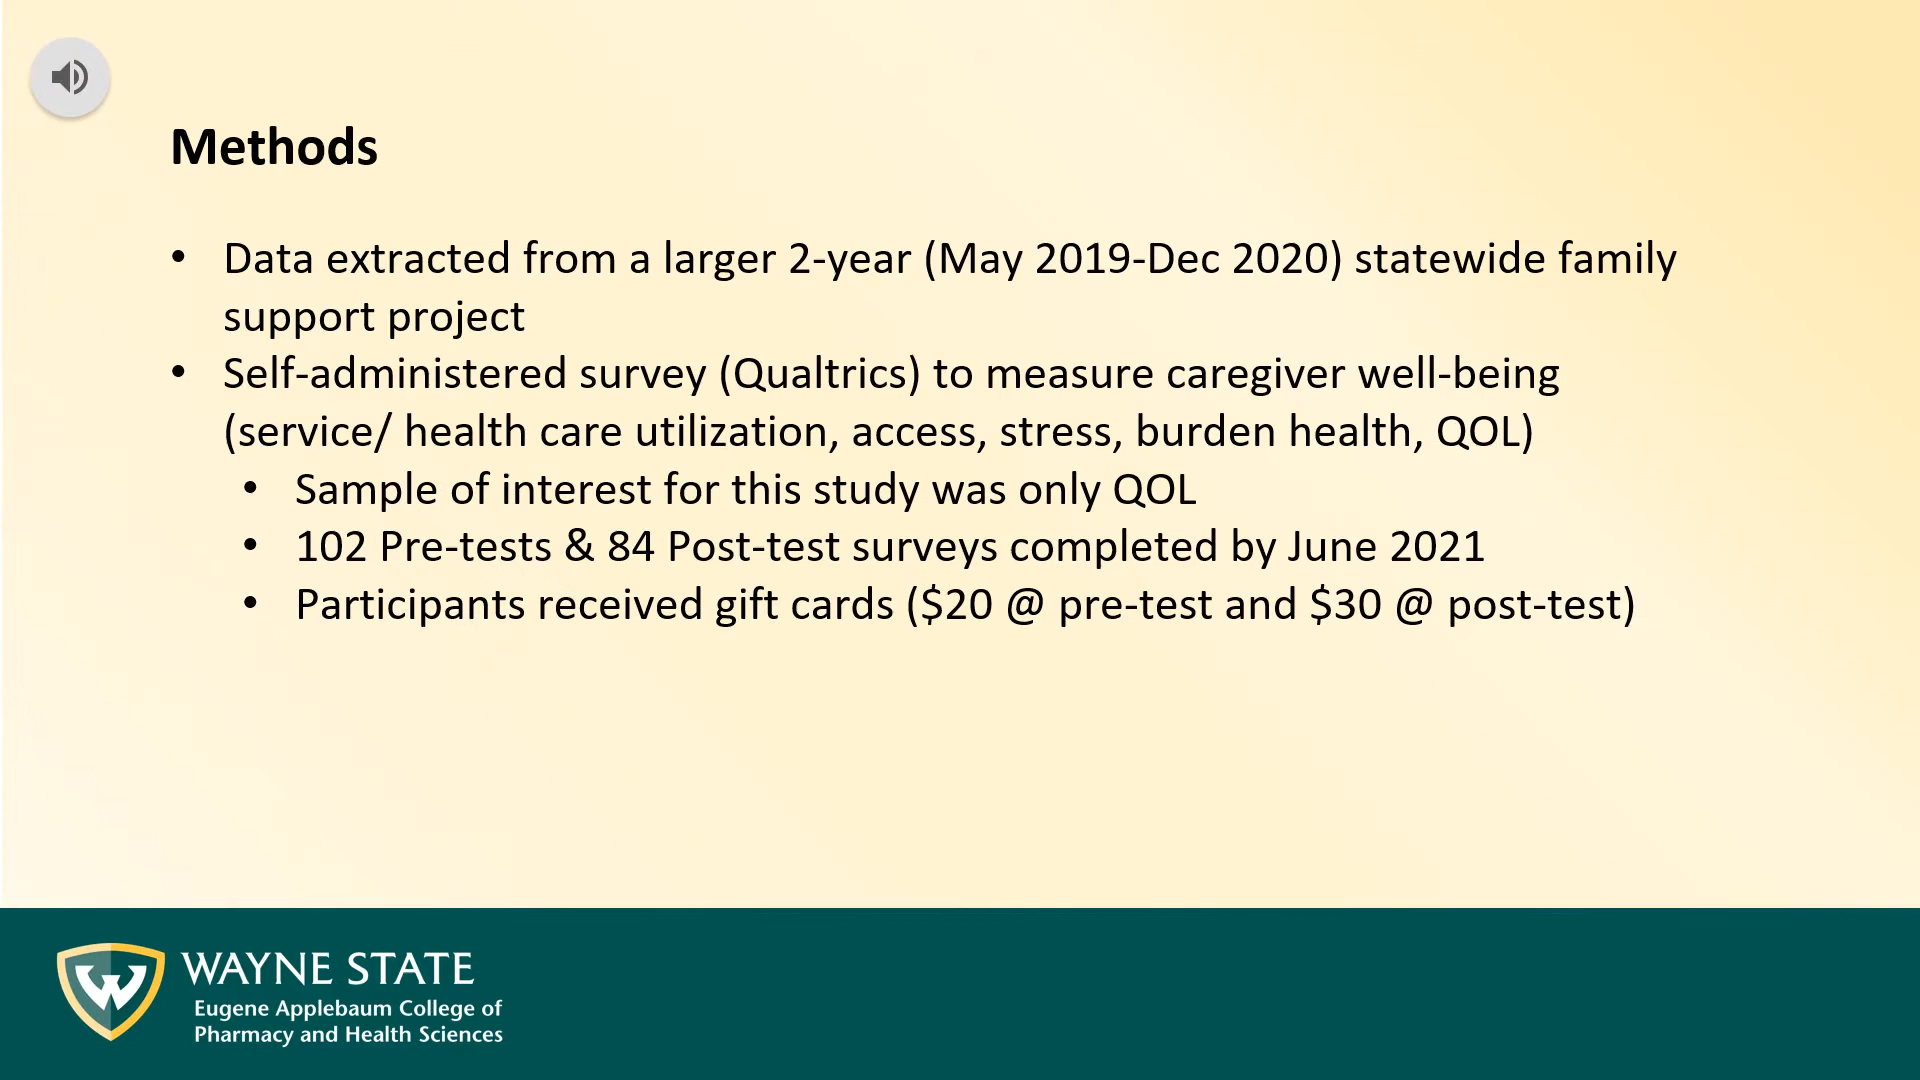 Methods
• Data extracted from a larger 2-year (May 2019-Dec 2020) statewide family
support project
• Self-administered survey (Qualtrics) to measure caregiver well-being
(service/ health care utilization, access, stress, burden health, QOL)
• Sample of interest for this study was only QOL
• 102 Pre-tests & 84 Post-test surveys completed by June 2021
• Participants received gift cards ($20 @ pre-test and $30 @ post-test)
WAYNE STATE
Eugene Applebaum College of
Pharmacy and Health Sciences